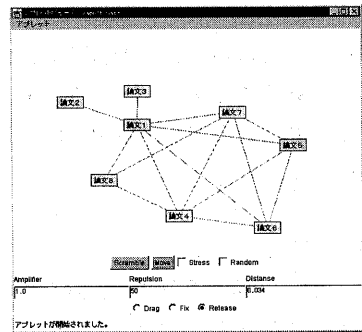 アプレット
論文3
論文2
論文1
論文7
論文5
論文8
論文4
論文6
Scramble Move Stress Random
Amplifier Repulsion Distanse
1.0 50 0.034
Drag Fix Release
アプレットが開始されました。